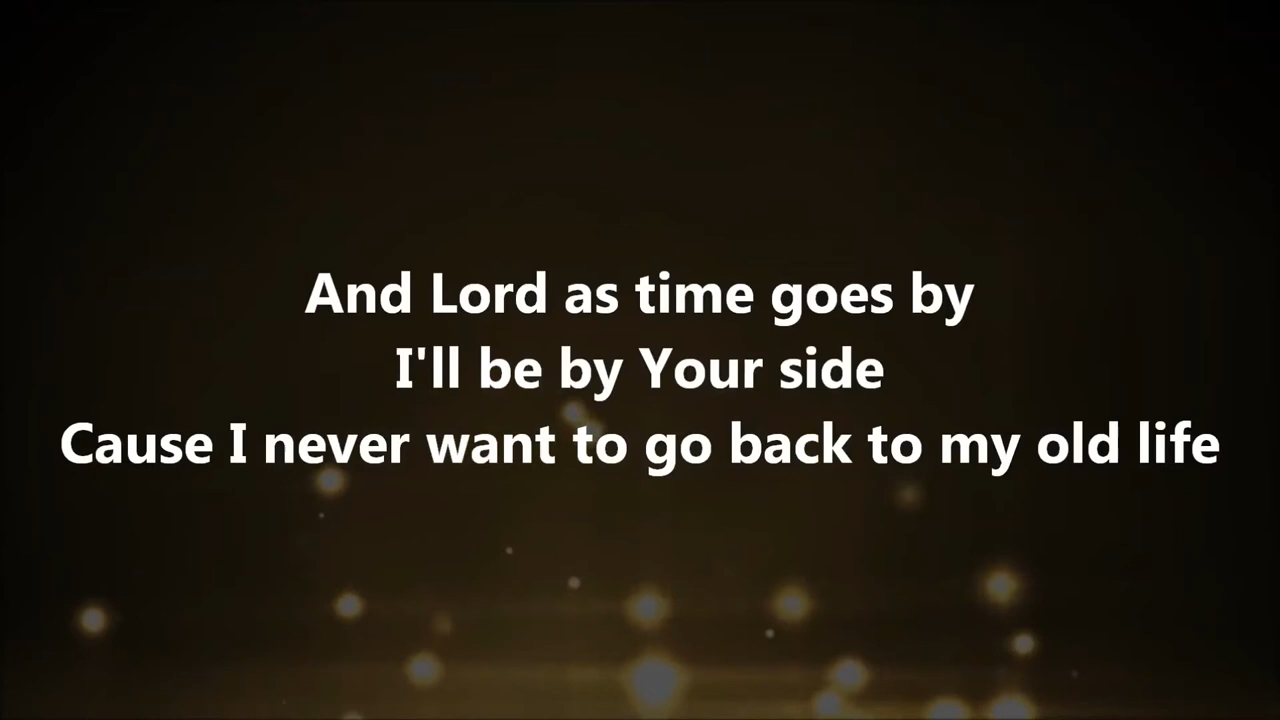 And Lord as time goes by
I'll be by Your side
Cause I never want to go back to my old life